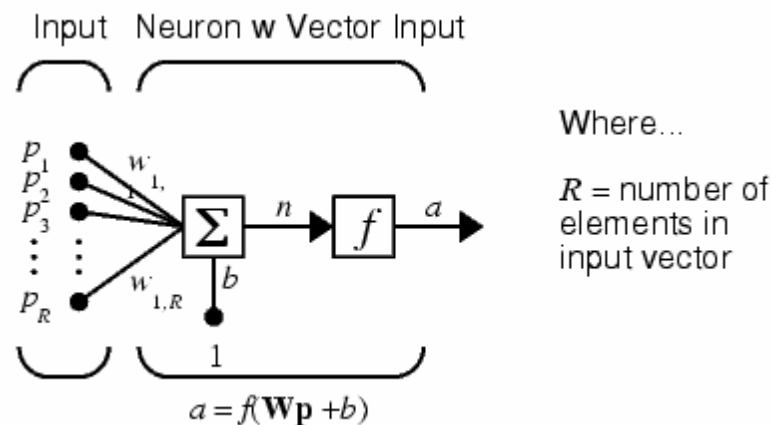 Input Neuron w Vector Input
p1
p2
p3
pR
w1,
w1,R
Σ
n
f
a
b
1
Where...
R = number of
elements in
input vector
a = f(Wp +b)